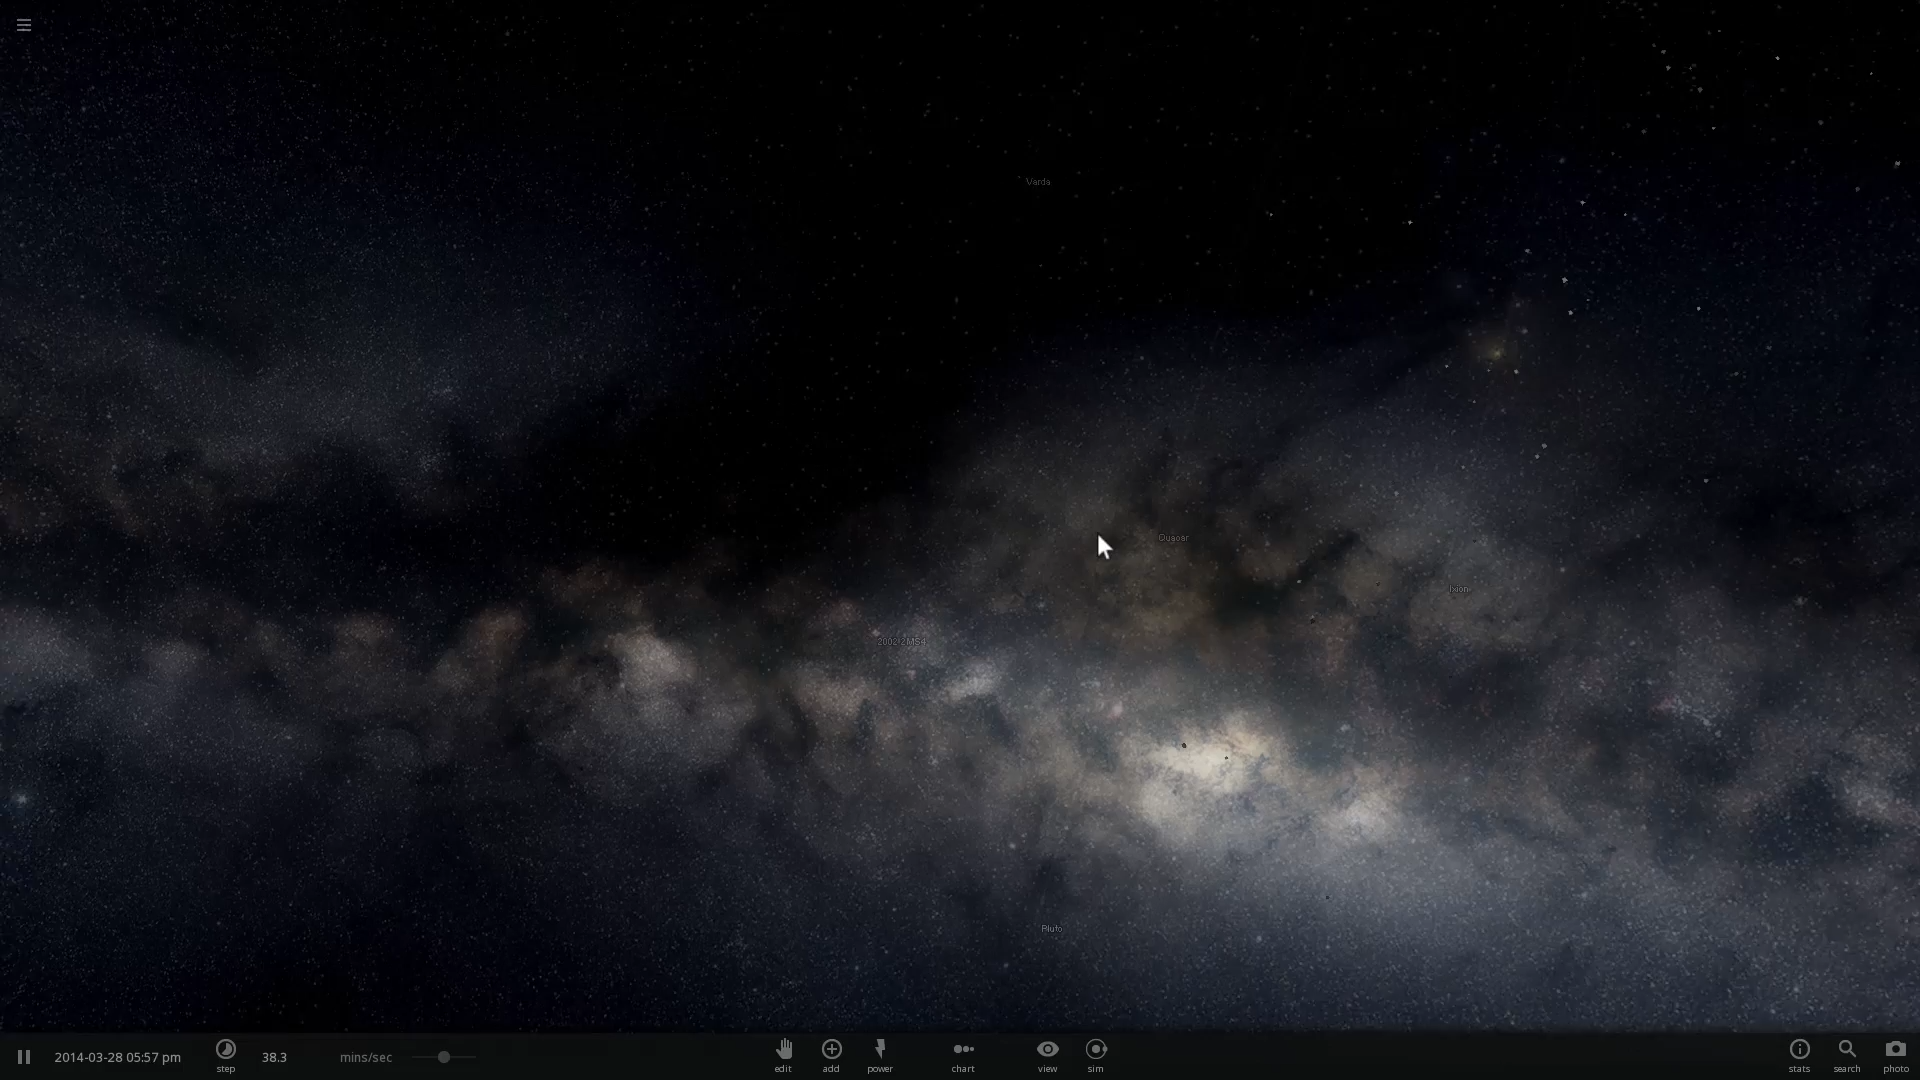 Varda
Quaoar
Ixion
2002 2MS4
Pluto
2014-03-28 05:57 pm
step
38.3
mins/sec
edit
add
power
chart
view
sim
stats
search
photo